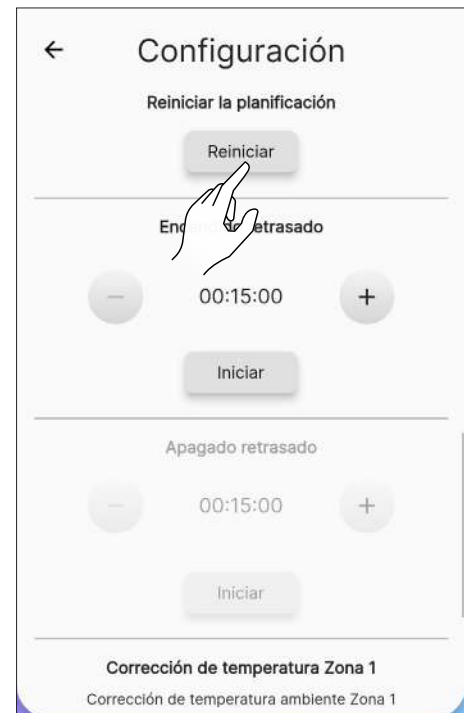 Configuración
Reiniciar la planificación
Reiniciar
retrasado
00:15:00
Iniciar
Apagado retrasado
00:15:00
Iniciar
Corrección de temperatura Zona 1
Corrección de temperatura ambiente Zona 1